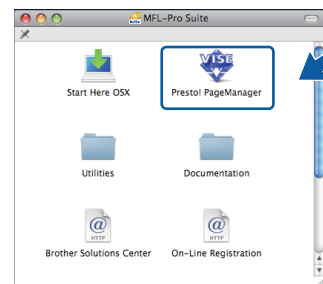 MFL-Pro Suite
VISE
Start Here OSX
Presto! PageManager
Utilities
Documentation
@
HTTP
@
HTTP
Brother Solutions Center
On-Line Registration